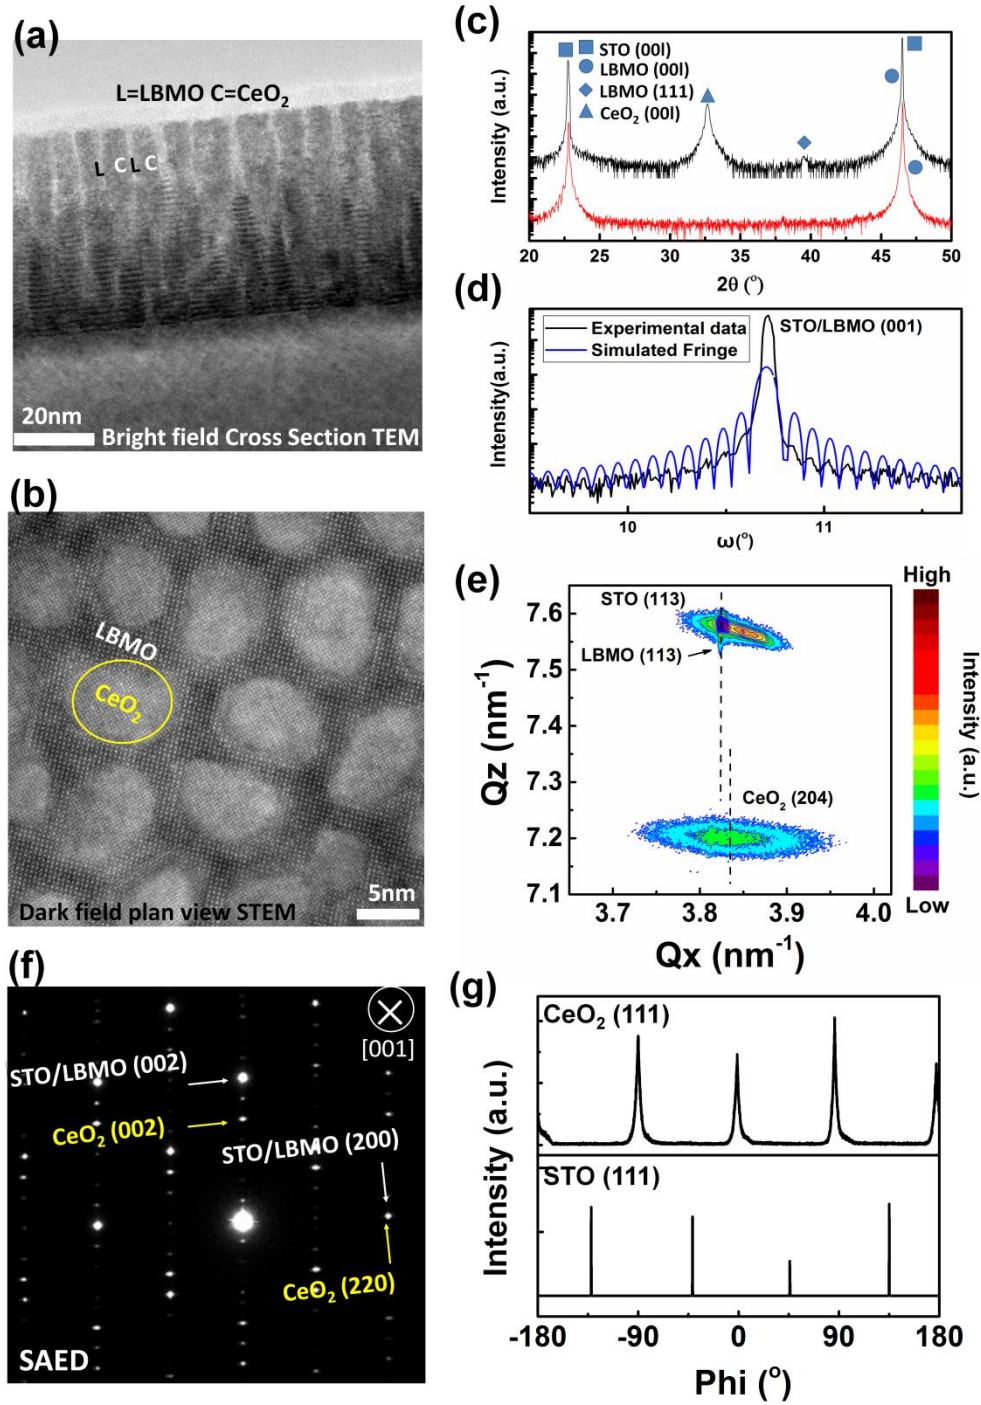 (a)
L=LBMO C=CeO₂
L C L C
20nm
Bright field Cross Section TEM
(b)
LBMO
CeO₂
Dark field plan view STEM
5nm
(c)
STO (00l)
LBMO (00l)
LBMO (111)
CeO₂ (00l)
Intensity (a.u.)
20 25 30 35 40 45 50
2θ (°)
(d)
Experimental data
Simulated Fringe
STO/LBMO (001)
Intensity(a.u.)
10 11
ω(°)
(e)
STO (113)
LBMO (113)
CeO₂ (204)
7.6
7.5
7.4
7.3
7.2
7.1
Qz (nm⁻¹)
3.7 3.8 3.9 4.0
Qx (nm⁻¹)
High
Intensity (a.u.)
Low
(f)
[001]
STO/LBMO (002)
CeO₂ (002)
STO/LBMO (200)
CeO₂ (220)
SAED
(g)
CeO₂ (111)
STO (111)
Intensity (a.u.)
-180 -90 0 90 180
Phi (°)